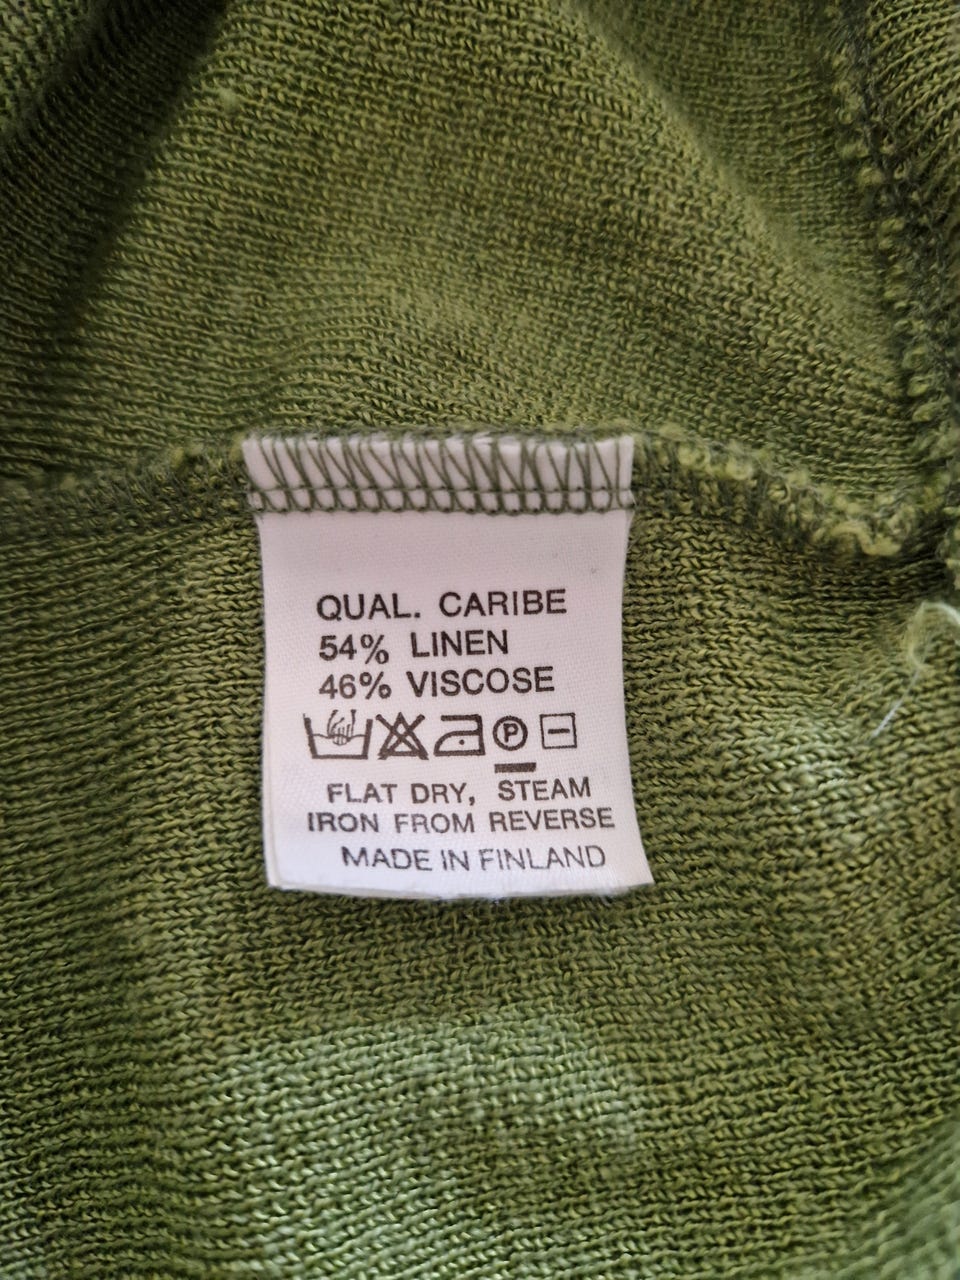 QUAL. CARIBE
54% LINEN
46% VISCOSE
P
FLAT DRY, STEAM
IRON FROM REVERSE
MADE IN FINLAND